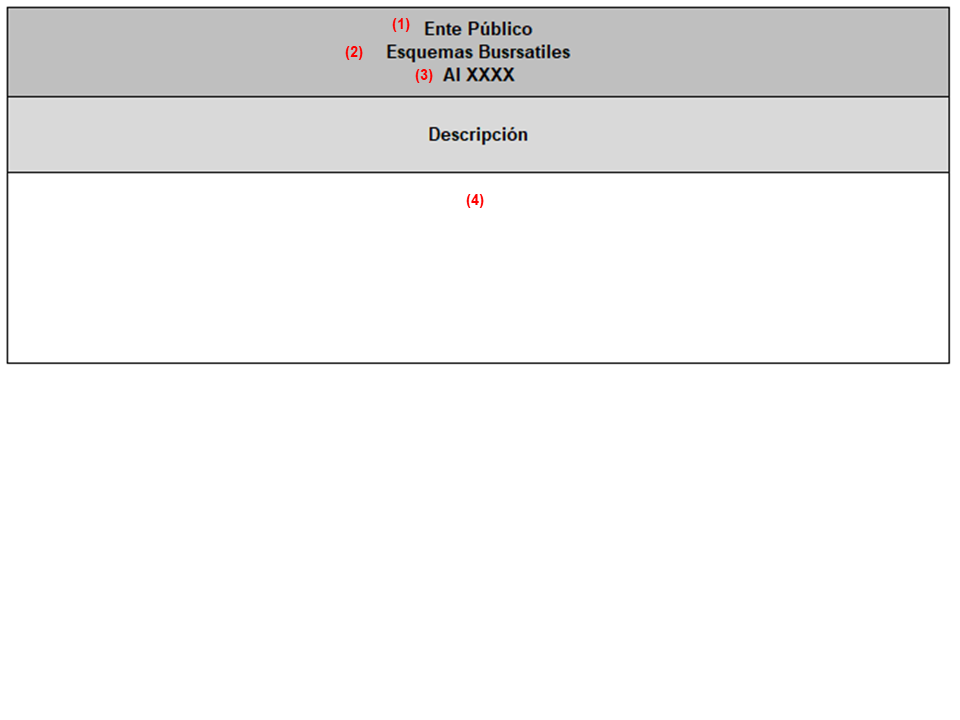 (1) Ente Público
(2) Esquemas Busrsatiles
(3) Al XXXX
Descripción
(4)